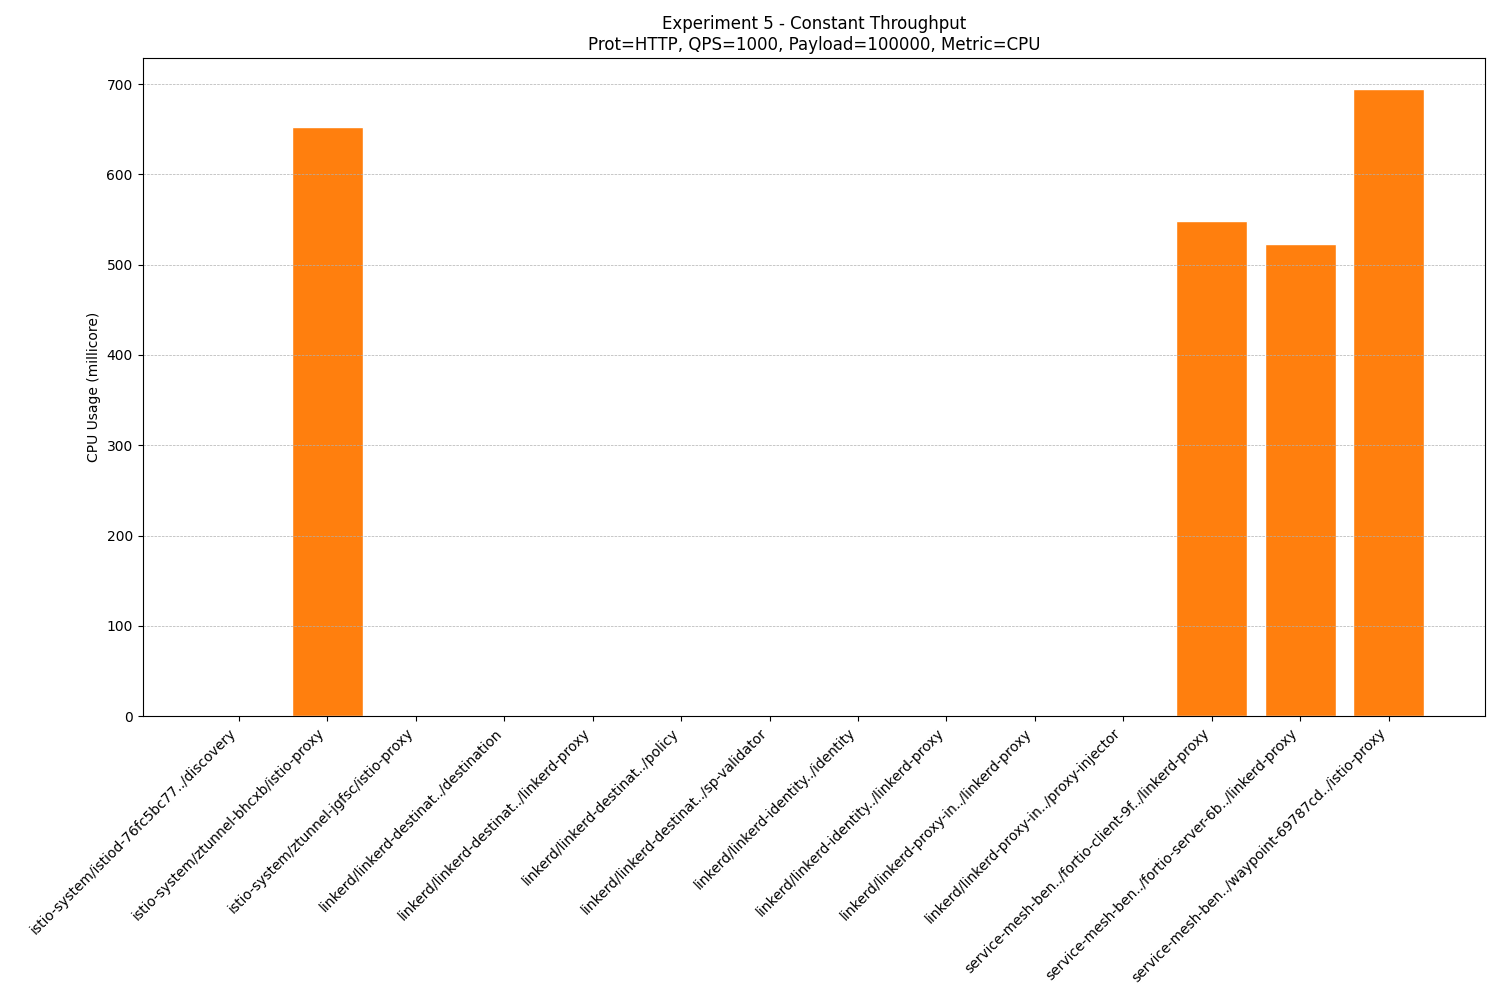 Experiment 5 - Constant Throughput
Prot=HTTP, QPS=1000, Payload=100000, Metric=CPU
CPU Usage (millicore)
700
600
500
400
300
200
100
0
istio-system/istiod-76fc5bc77../discovery
istio-system/ztunnel-bhcxb/istio-proxy
istio-system/ztunnel-jgfsc/istio-proxy
linkerd/linkerd-destinat../destination
linkerd/linkerd-destinat../linkerd-proxy
linkerd/linkerd-destinat../policy
linkerd/linkerd-destinat../sp-validator
linkerd/linkerd-identity../identity
linkerd/linkerd-identity../linkerd-proxy
linkerd/linkerd-proxy-in../linkerd-proxy
linkerd/linkerd-proxy-in../proxy-injector
service-mesh-ben../fortio-client-9f../linkerd-proxy
service-mesh-ben../fortio-server-6b../linkerd-proxy
service-mesh-ben../waypoint-69787cd../istio-proxy